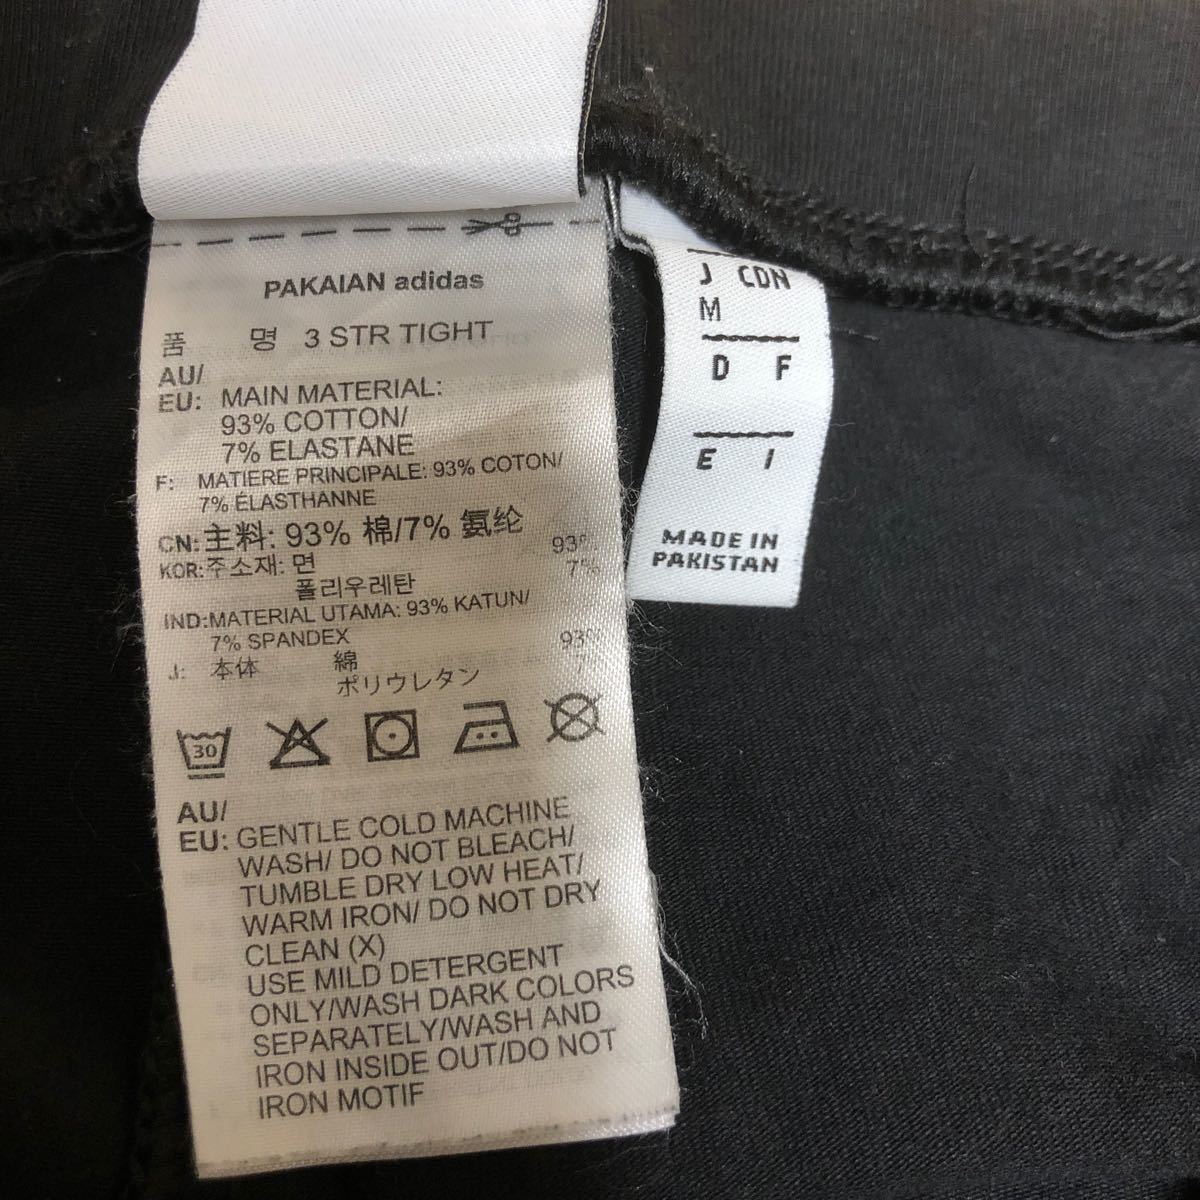 PAKAIAN adidas
품 명 3 STR TIGHT
AU/
EU: MAIN MATERIAL:
93% COTTON/
7% ELASTANE
F: MATIERE PRINCIPALE: 93% COTON/
7% ÉLASTHANNE
CN: 主料: 93% 棉/7% 氨纶
KOR: 주소재: 면 93%
폴리우레탄 7%
IND: MATERIAL UTAMA: 93% KATUN/
7% SPANDEX
J: 本体 綿 93%
ポリウレタン 7
30
AU/
EU: GENTLE COLD MACHINE
WASH/ DO NOT BLEACH/
TUMBLE DRY LOW HEAT/
WARM IRON/ DO NOT DRY
CLEAN (X)
USE MILD DETERGENT
ONLY/WASH DARK COLORS
SEPARATELY/WASH AND
IRON INSIDE OUT/DO NOT
IRON MOTIF
J CDN
M
D F
E I
MADE IN
PAKISTAN